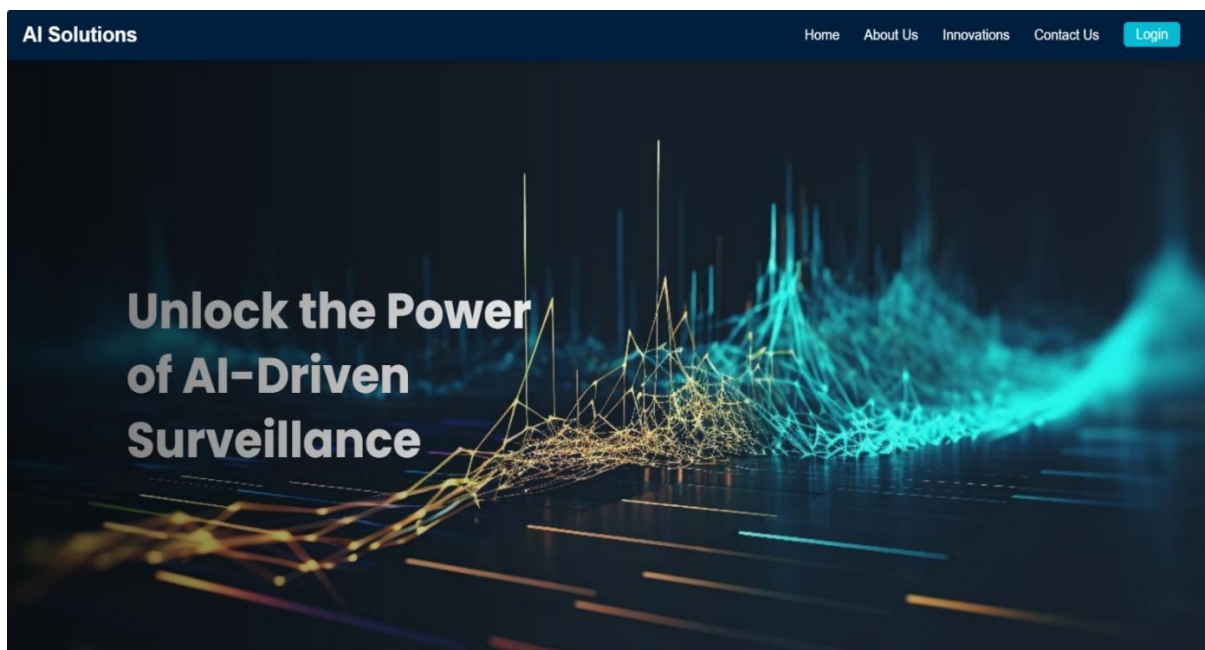 AI Solutions
Home About Us Innovations Contact Us Login
Unlock the Power
of AI-Driven
Surveillance